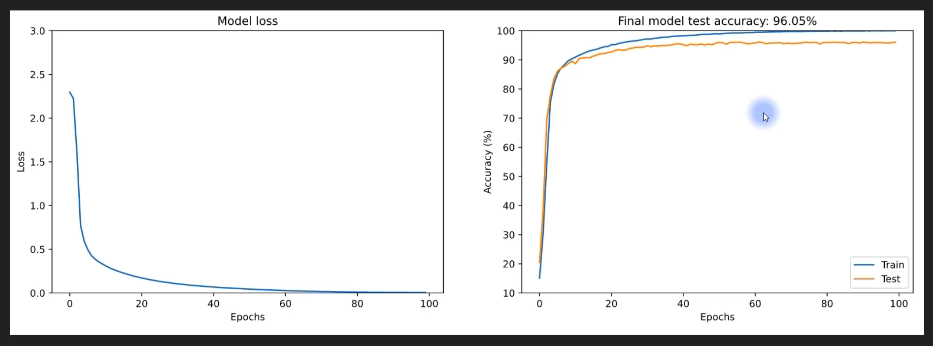 Model loss
3.0
2.5
2.0
1.5
1.0
0.5
0.0
Loss
0 20 40 60 80 100
Epochs
Final model test accuracy: 96.05%
100
90
80
70
60
50
40
30
20
10
Accuracy (%)
Train
Test
0 20 40 60 80 100
Epochs